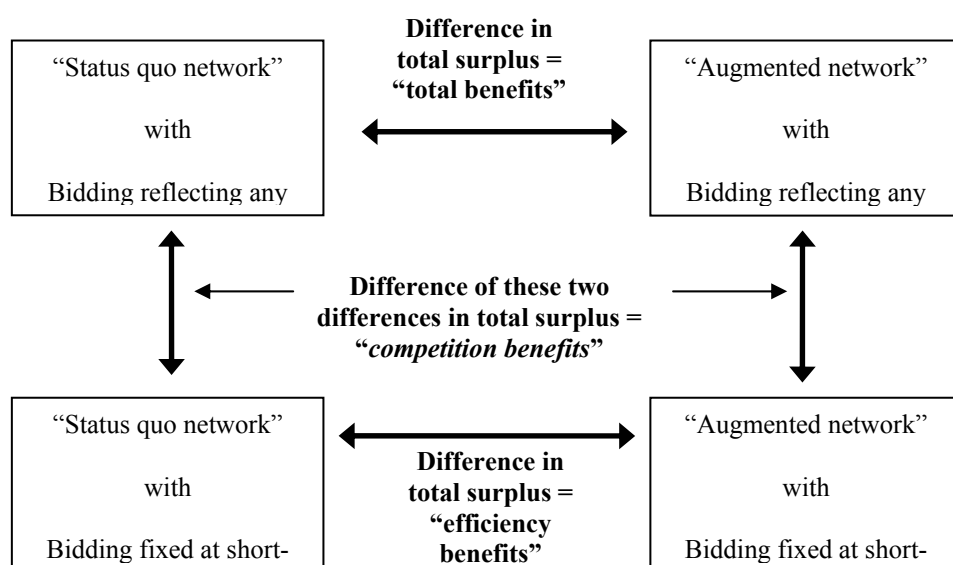 Difference in
total surplus =
“total benefits”
“Status quo network”
with
Bidding reflecting any
“Augmented network”
with
Bidding reflecting any
Difference of these two
differences in total surplus =
“competition benefits”
“Status quo network”
with
Bidding fixed at short-
Difference in
total surplus =
“efficiency
benefits”
“Augmented network”
with
Bidding fixed at short-